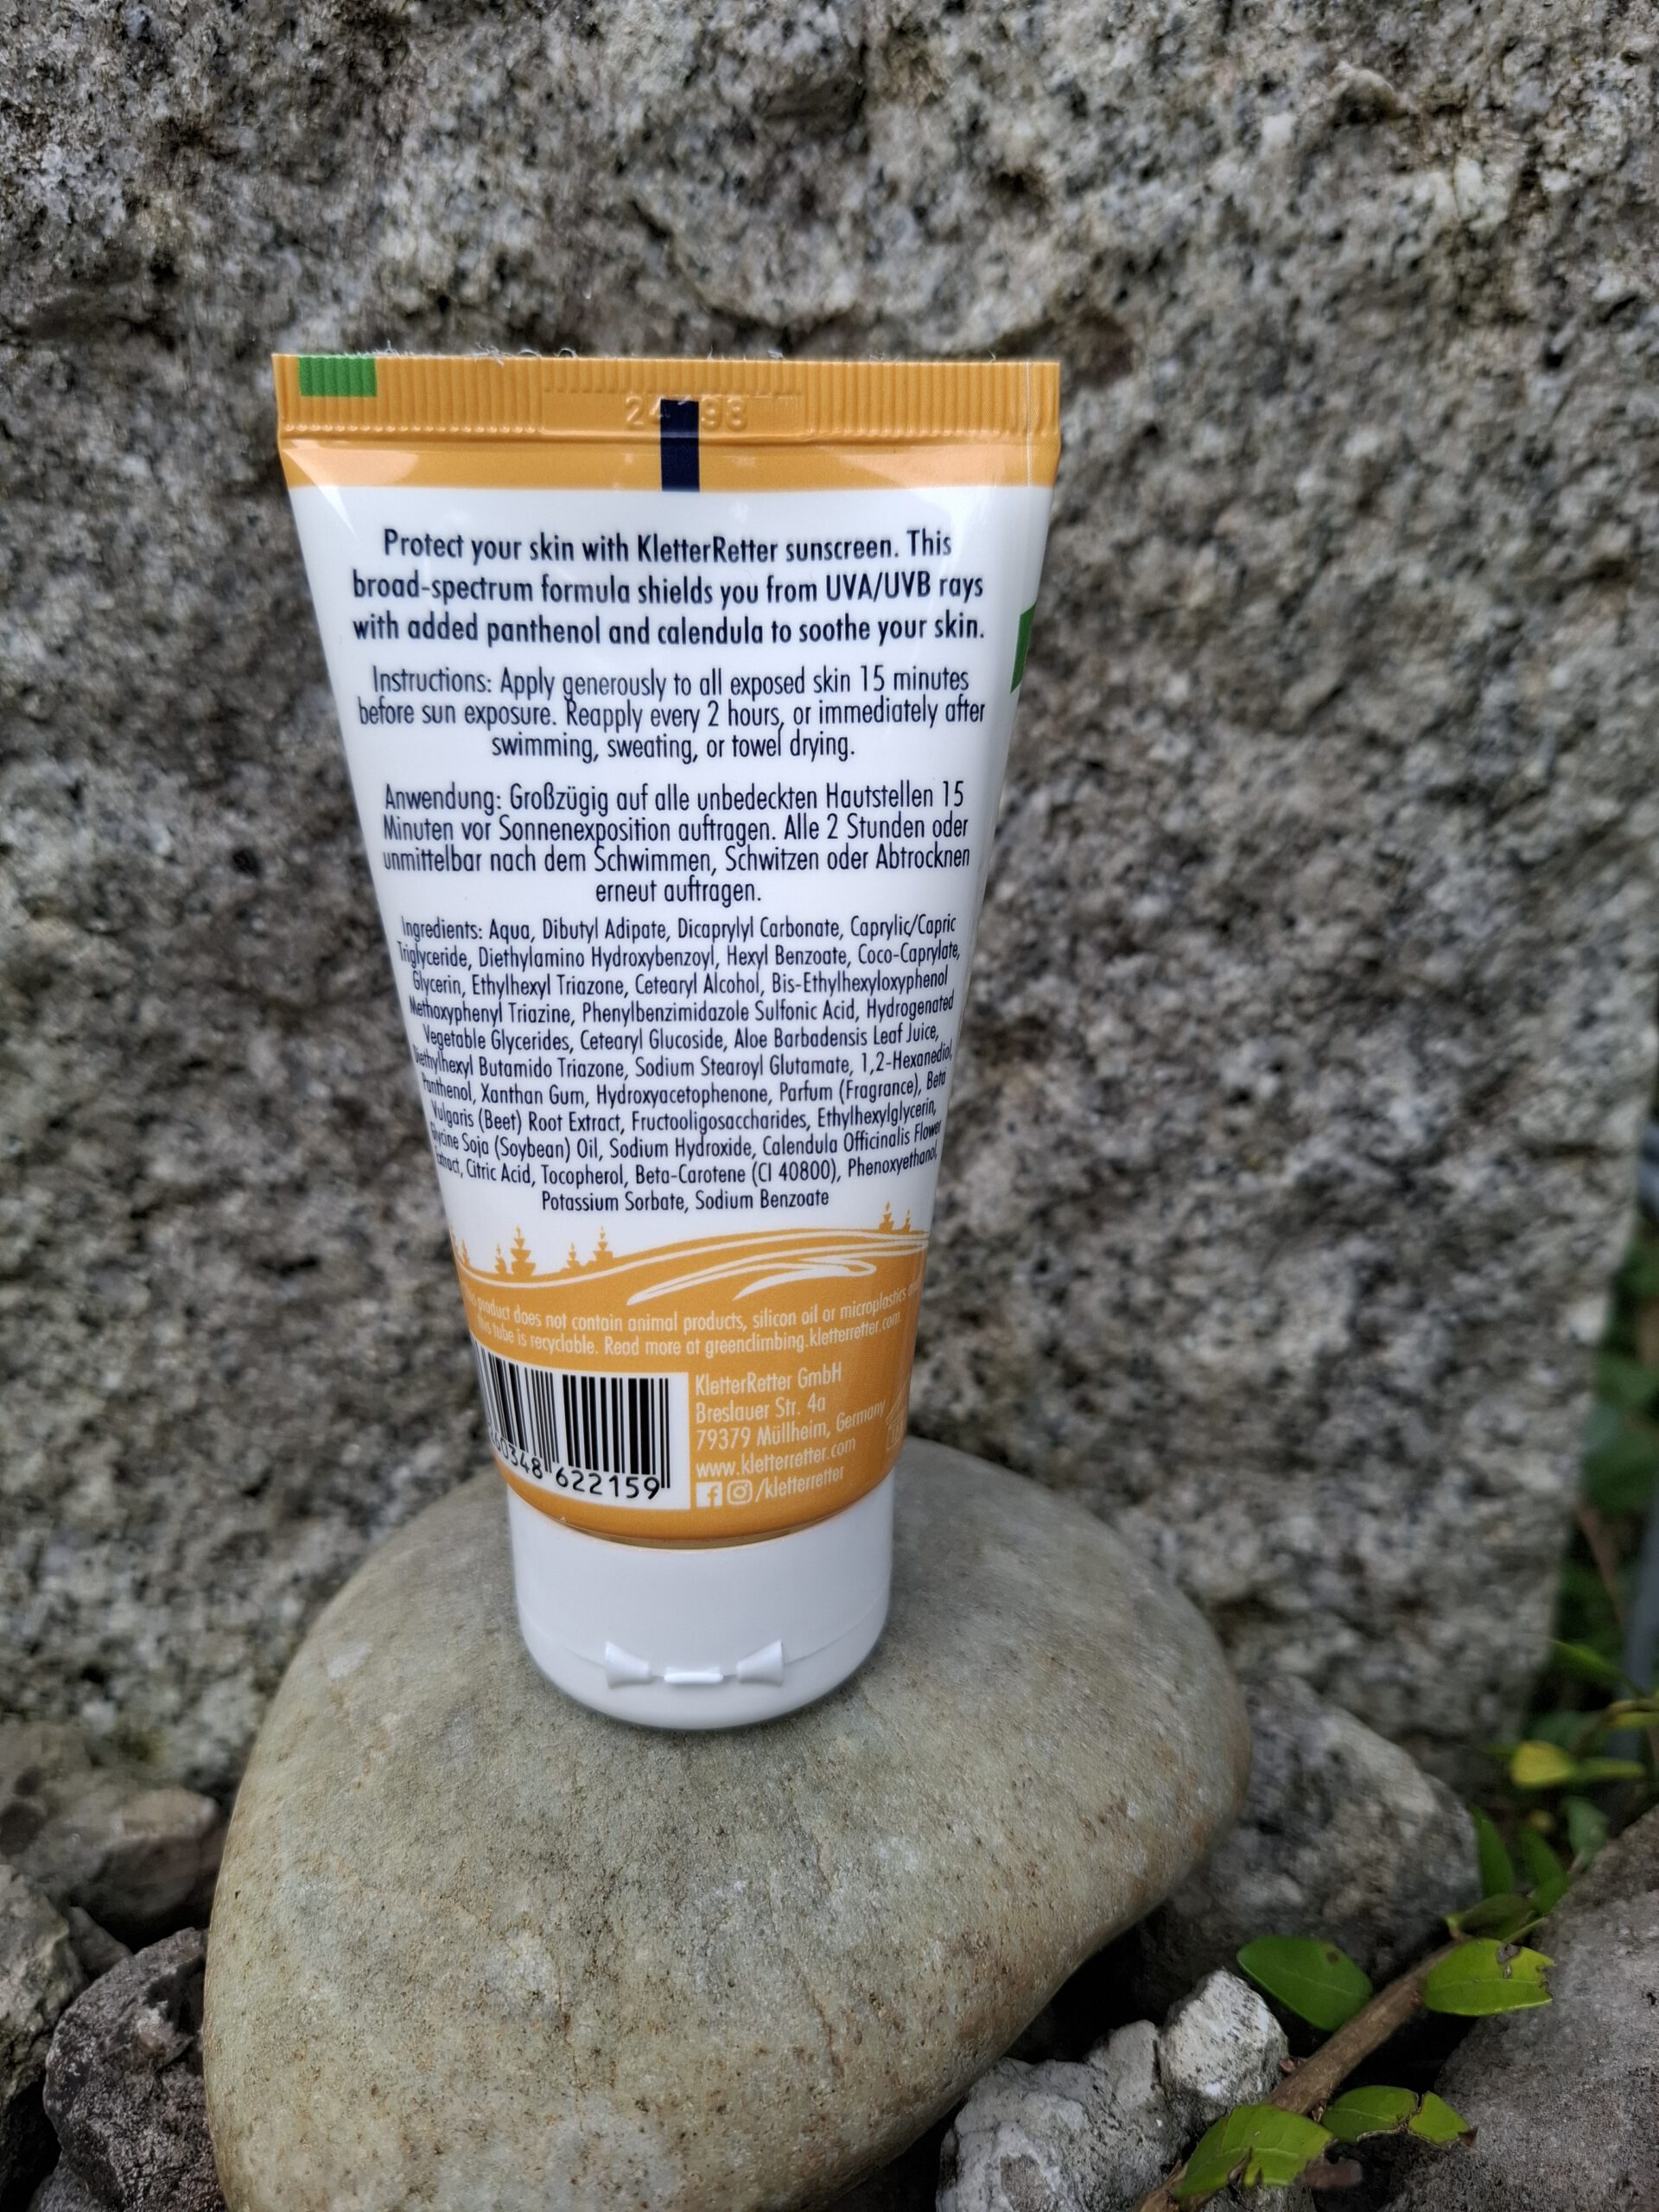 Protect your skin with KletterRetter sunscreen. This
broad-spectrum formula shields you from UVA/UVB rays
with added panthenol and calendula to soothe your skin.
Instructions: Apply generously to all exposed skin 15 minutes
before sun exposure. Reapply every 2 hours, or immediately after
swimming, sweating, or towel drying.
Anwendung: Großzügig auf alle unbedeckten Hautstellen 15
Minuten vor Sonnenexposition auftragen. Alle 2 Stunden oder
unmittelbar nach dem Schwimmen, Schwitzen oder Abtrocknen
erneut auftragen.
Ingredients: Aqua, Dibutyl Adipate, Dicaprylyl Carbonate, Caprylic/Capric
Triglyceride, Diethylamino Hydroxybenzoyl, Hexyl Benzoate, Coco-Caprylate,
Glycerin, Ethylhexyl Triazone, Cetearyl Alcohol, Bis-Ethylhexyloxyphenol
Methoxyphenyl Triazine, Phenylbenzimidazole Sulfonic Acid, Hydrogenated
Vegetable Glycerides, Cetearyl Glucoside, Aloe Barbadensis Leaf Juice,
Diethylhexyl Butamido Triazone, Sodium Stearoyl Glutamate, 1,2-Hexanediol,
Panthenol, Xanthan Gum, Hydroxyacetophenone, Parfum (Fragrance), Beta
Vulgaris (Beet) Root Extract, Fructooligosaccharides, Ethylhexylglycerin,
Glycine Soja (Soybean) Oil, Sodium Hydroxide, Calendula Officinalis Flower
Extract, Citric Acid, Tocopherol, Beta-Carotene (CI 40800), Phenoxyethanol,
Potassium Sorbate, Sodium Benzoate
product does not contain animal products, silicon oil or microplastics
this tube is recyclable. Read more at greenclimbing.kletterretter.com
KletterRetter GmbH
Breslauer Str. 4a
79379 Müllheim, Germany
www.kletterretter.com
/kletterretter
60348 622159